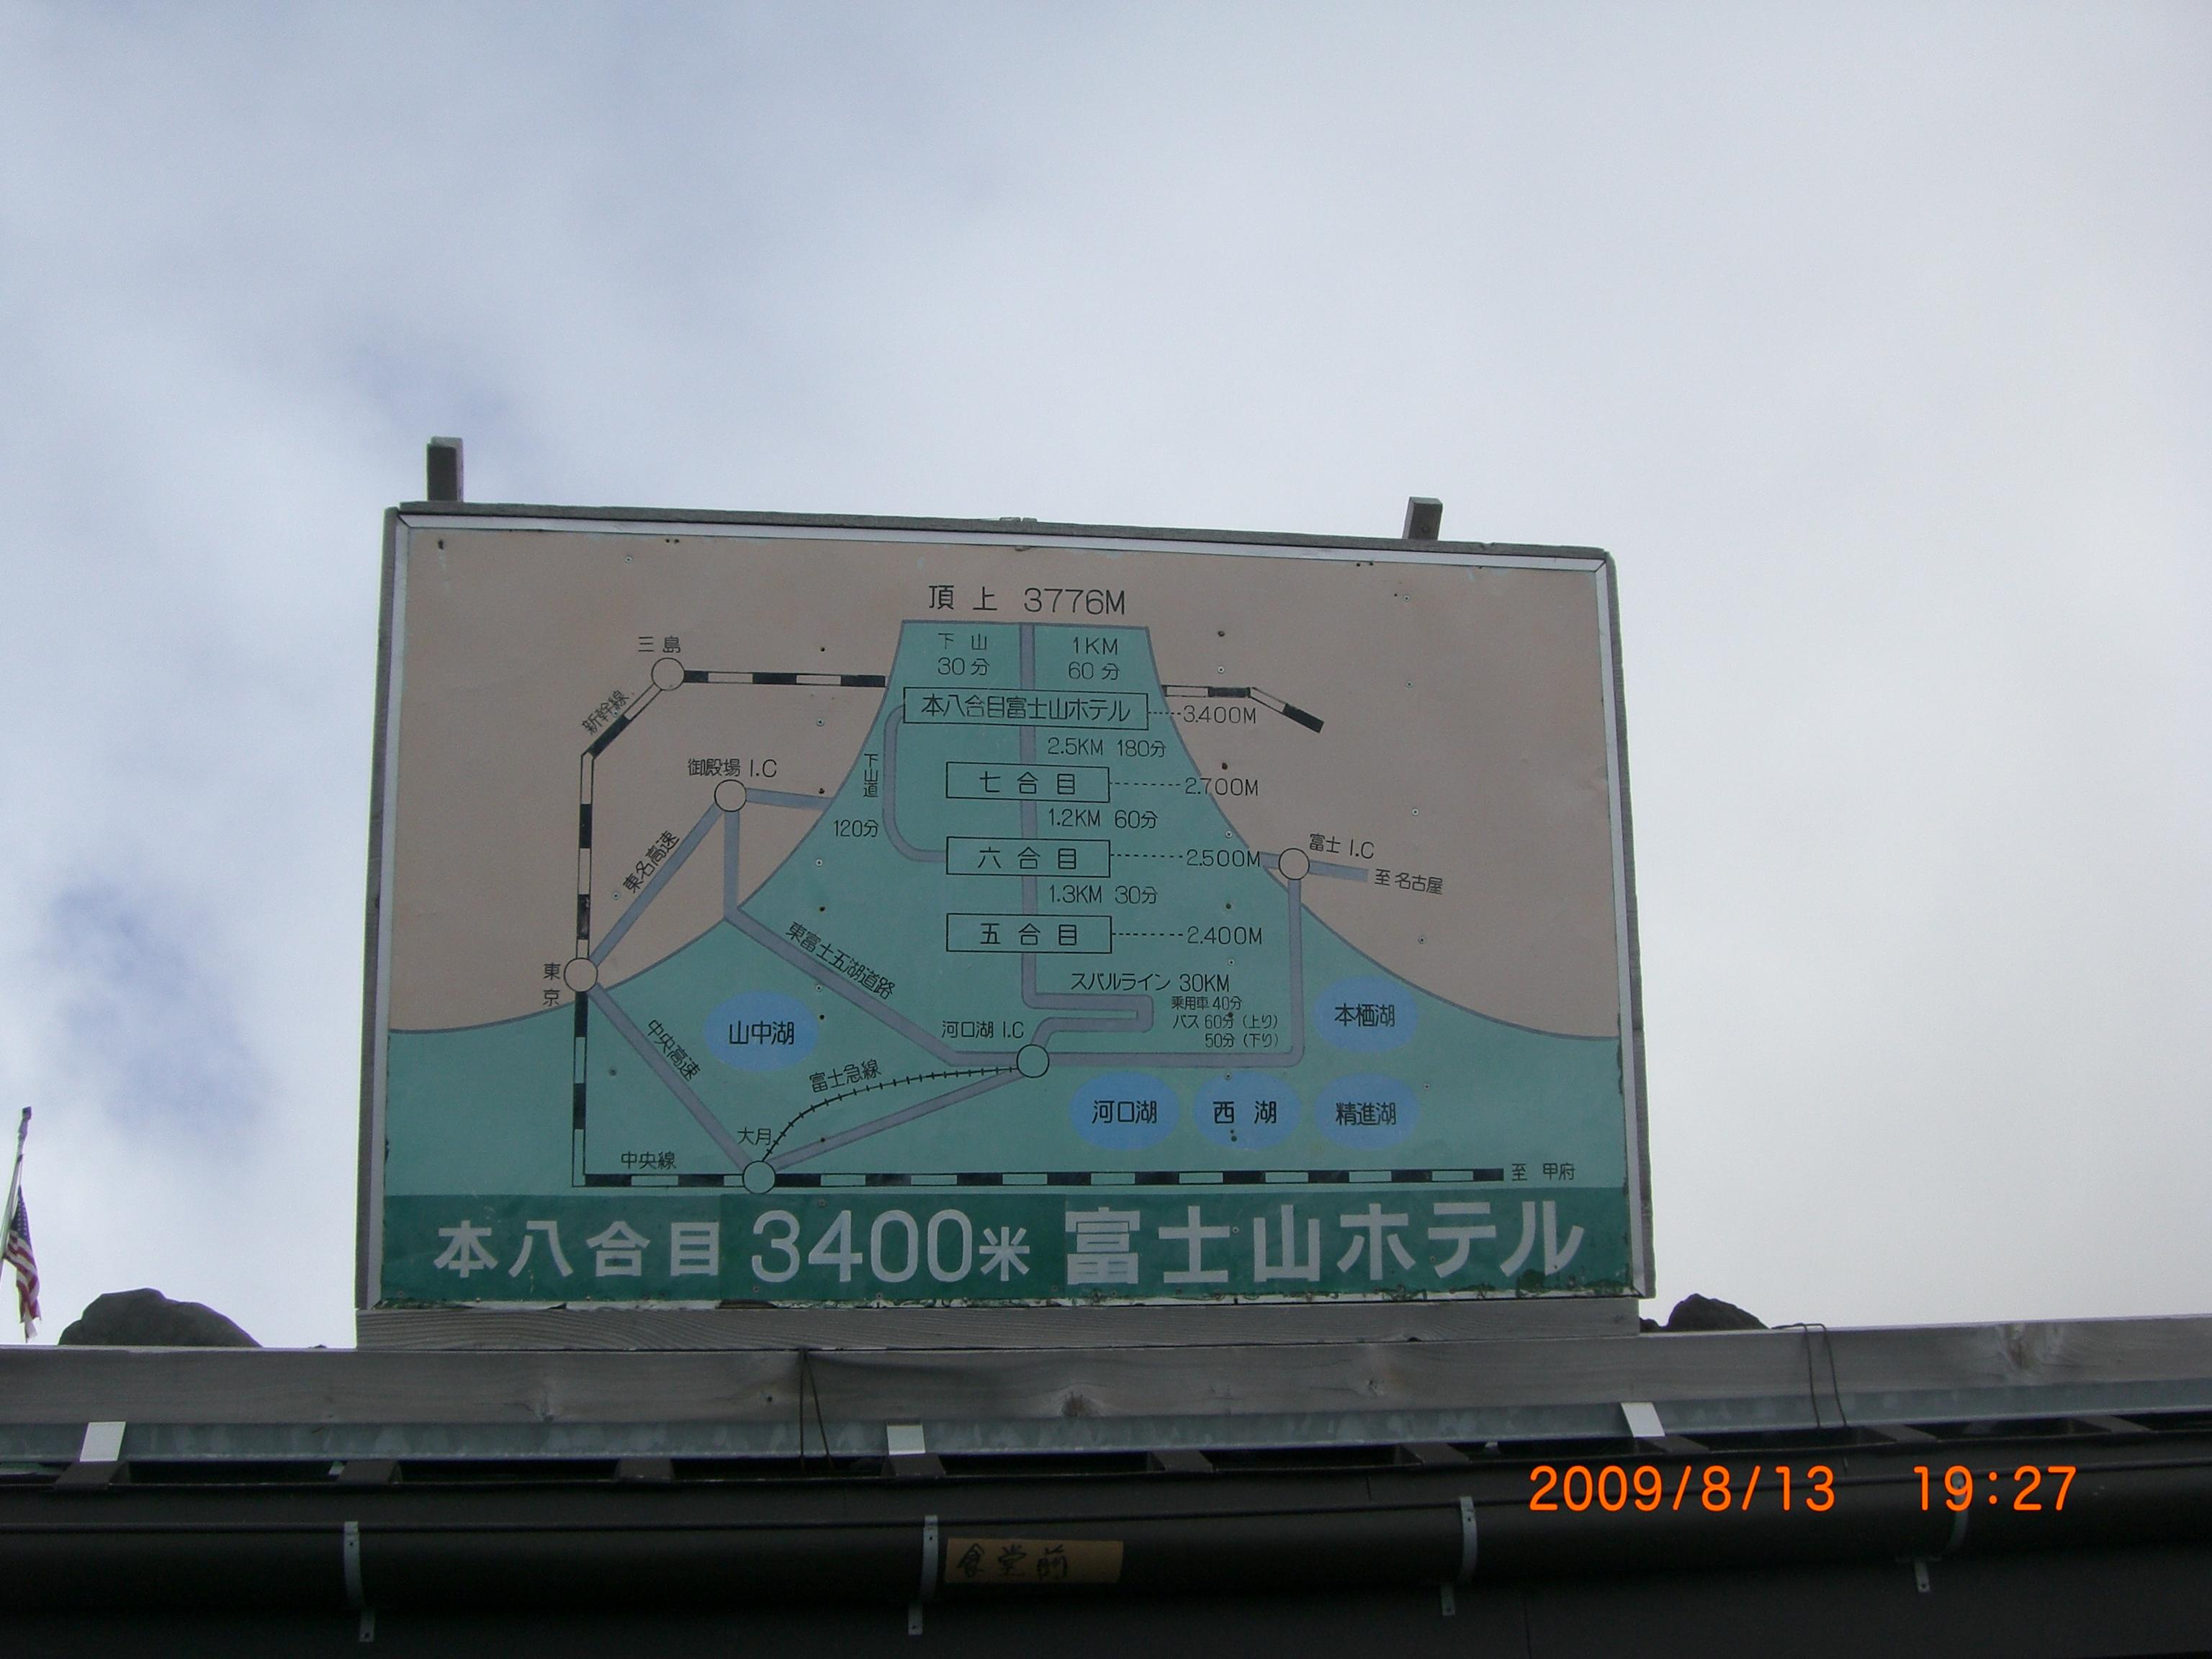 頂上 3776M
下山 1KM
30分 60分
三島
新幹線
本八合目富士山ホテル 3.400M
2.5KM 180分
下山道
120分
御殿場 I.C
七合目 2.700M
1.2KM 60分
東名高速
六合目 2.500M
富士 I.C
至名古屋
1.3KM 30分
五合目 2.400M
東京
東富士五湖道路
スバルライン 30KM
乗用車 40分
バス 60分(上り)
50分(下り)
山中湖
中央高速
河口湖 I.C
本栖湖
富士急線
河口湖 西湖 精進湖
大月
中央線
至 甲府
本八合目 3400米 富士山ホテル
2009/8/13 19:27
食堂前